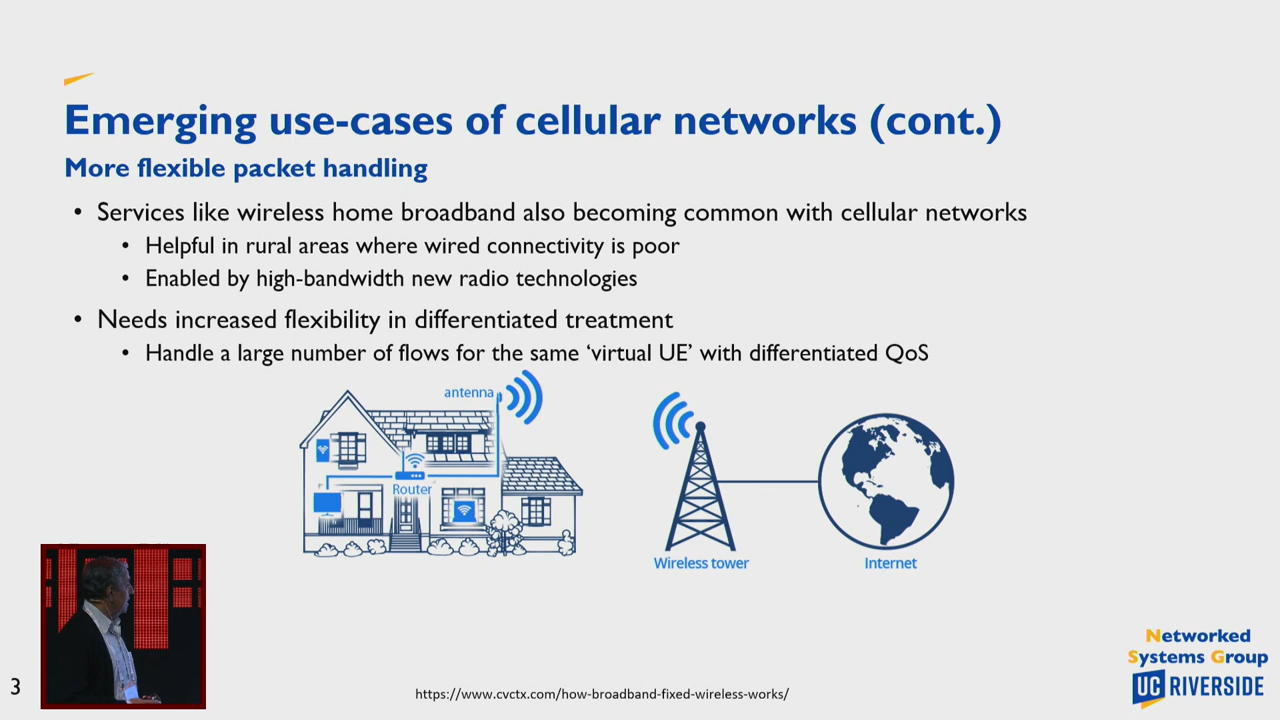 Emerging use-cases of cellular networks (cont.)
More flexible packet handling
• Services like wireless home broadband also becoming common with cellular networks
• Helpful in rural areas where wired connectivity is poor
• Enabled by high-bandwidth new radio technologies
• Needs increased flexibility in differentiated treatment
• Handle a large number of flows for the same ‘virtual UE’ with differentiated QoS
antenna
Router
Wireless tower
Internet
Networked
Systems Group
UC RIVERSIDE
3
https://www.cvctx.com/how-broadband-fixed-wireless-works/